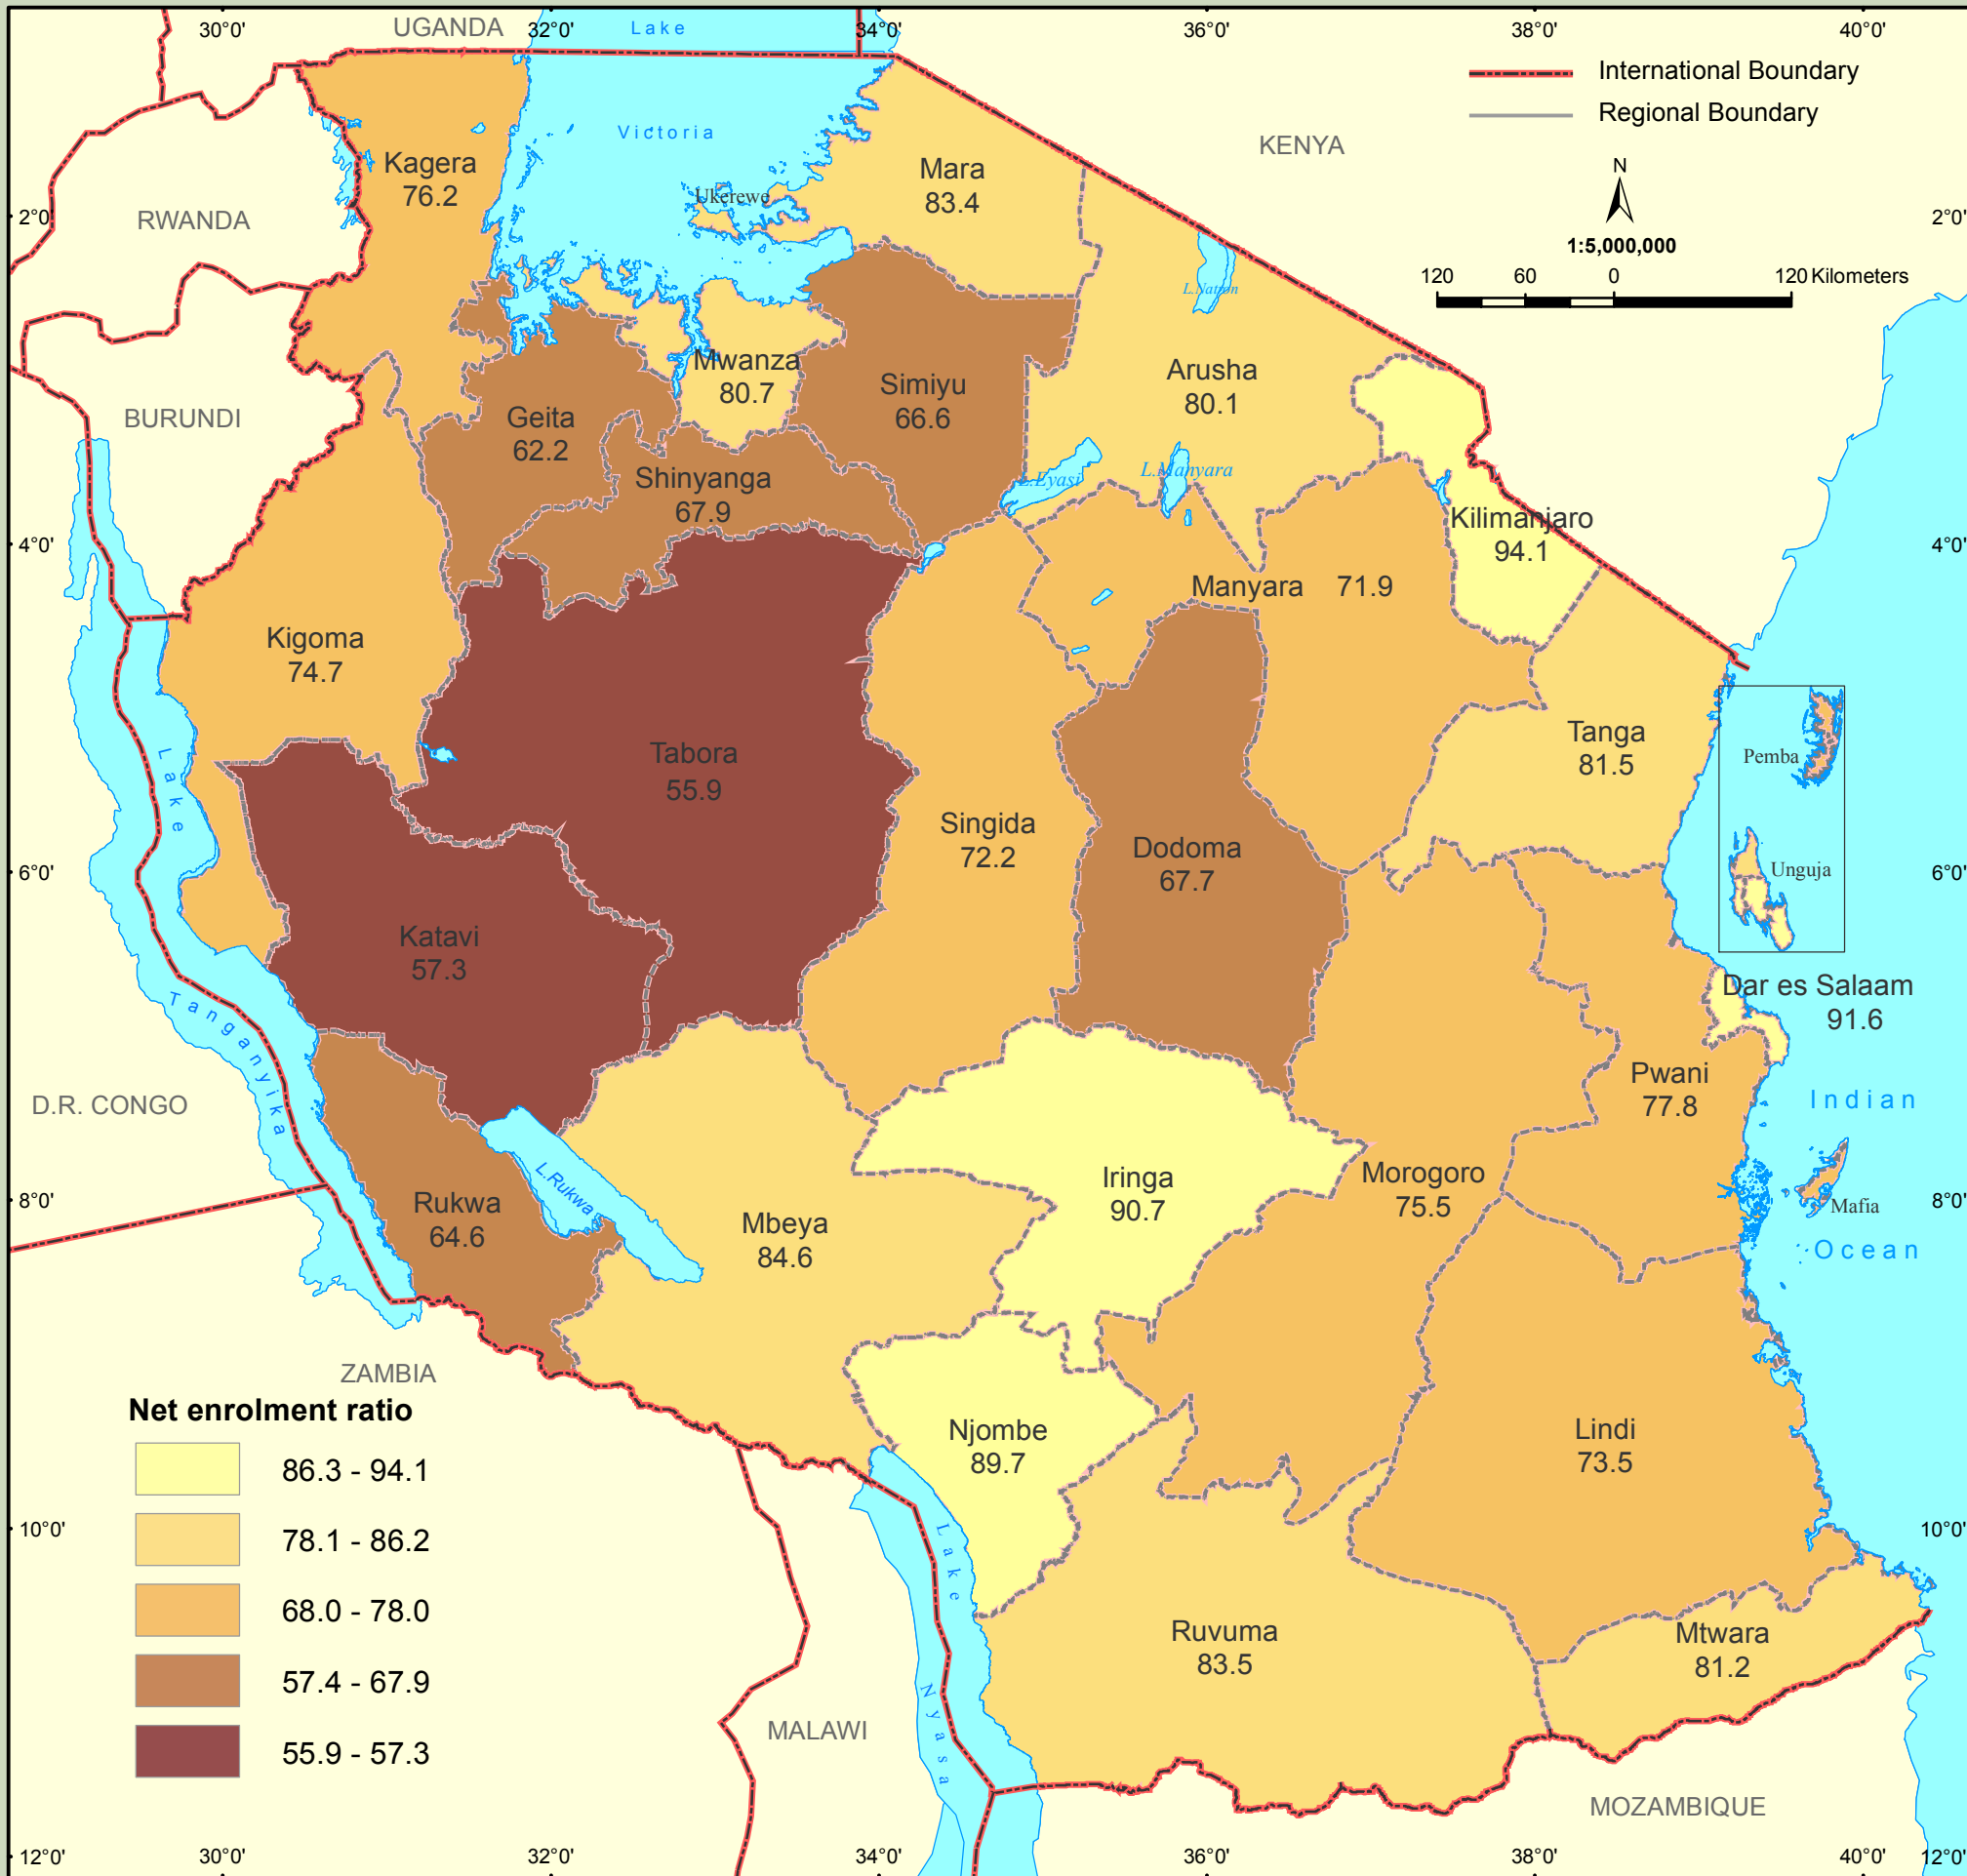 30°0'
UGANDA
32°0'
Lake
34°0'
36°0'
38°0'
40°0'
International Boundary
Regional Boundary
KENYA
Victoria
N
1:5,000,000
120 60 0 120 Kilometers
Kagera
76.2
Mara
83.4
Ukerewe
2°0'
RWANDA
2°0'
L.Natron
BURUNDI
Mwanza
80.7
Simiyu
66.6
Arusha
80.1
Geita
62.2
Shinyanga
67.9
L.Eyasi
L.Manyara
Kilimanjaro
94.1
4°0'
4°0'
Manyara 71.9
Kigoma
74.7
Tabora
55.9
Tanga
81.5
Pemba
Singida
72.2
Dodoma
67.7
Unguja
6°0'
6°0'
Katavi
57.3
Dar es Salaam
91.6
Lake
Tanganyika
D.R. CONGO
Pwani
77.8
Indian
Ocean
Mafia
Rukwa
64.6
L.Rukwa
Mbeya
84.6
Iringa
90.7
Morogoro
75.5
8°0'
8°0'
ZAMBIA
Njombe
89.7
Lindi
73.5
Net enrolment ratio
86.3 - 94.1
78.1 - 86.2
68.0 - 78.0
57.4 - 67.9
55.9 - 57.3
10°0'
10°0'
Lake
Nyasa
Ruvuma
83.5
Mtwara
81.2
MALAWI
MOZAMBIQUE
12°0'
30°0'
32°0'
34°0'
36°0'
38°0'
40°0'
12°0'